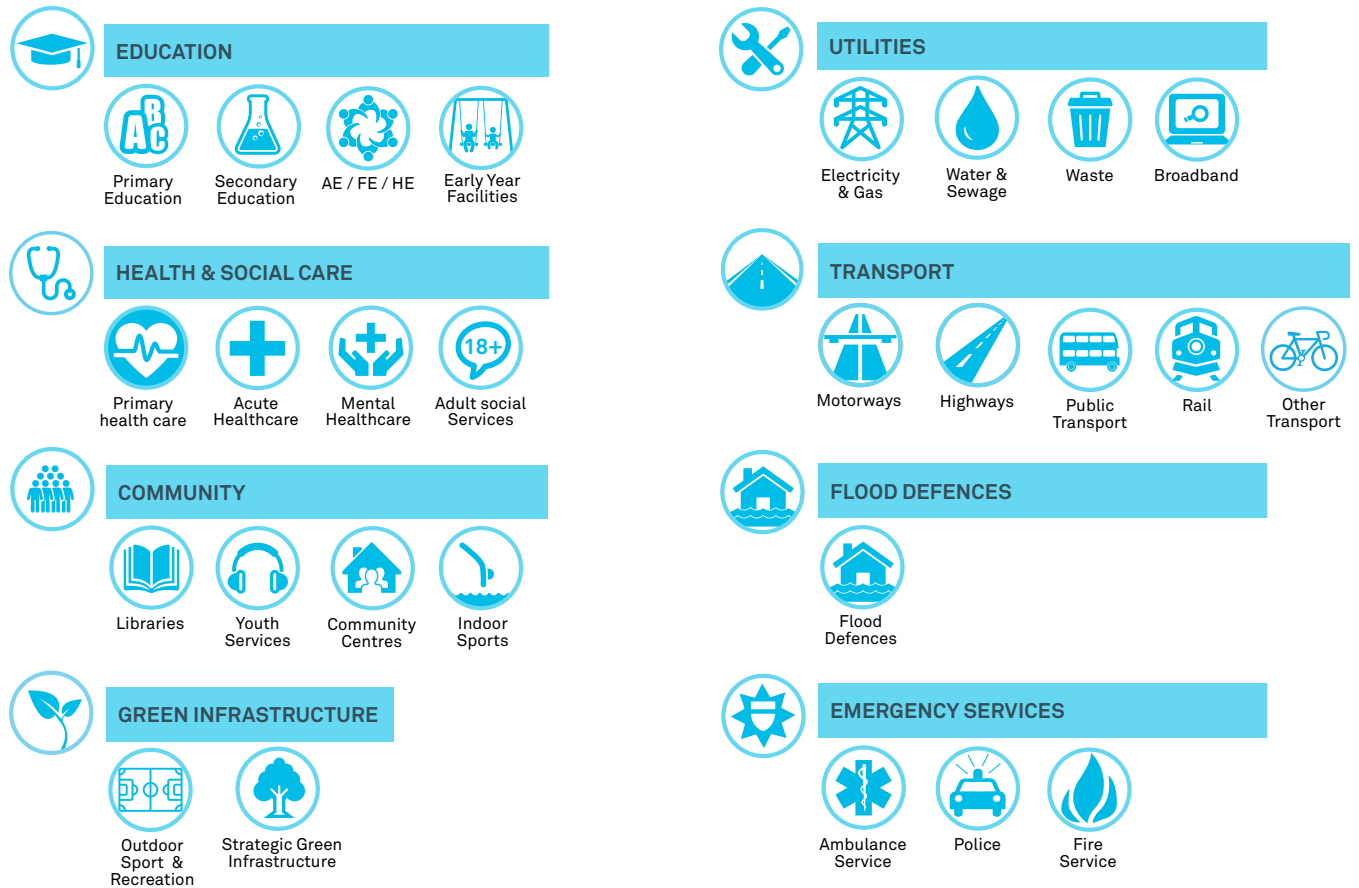 EDUCATION
Primary
Education
Secondary
Education
AE / FE / HE
Early Year
Facilities
HEALTH & SOCIAL CARE
18+
Primary
health care
Acute
Healthcare
Mental
Healthcare
Adult social
Services
COMMUNITY
Libraries
Youth
Services
Community
Centres
Indoor
Sports
GREEN INFRASTRUCTURE
Outdoor
Sport &
Recreation
Strategic Green
Infrastructure
UTILITIES
Electricity
& Gas
Water &
Sewage
Waste
Broadband
TRANSPORT
Motorways
Highways
Public
Transport
Rail
Other
Transport
FLOOD DEFENCES
Flood
Defences
EMERGENCY SERVICES
Ambulance
Service
Police
Fire
Service
ABC